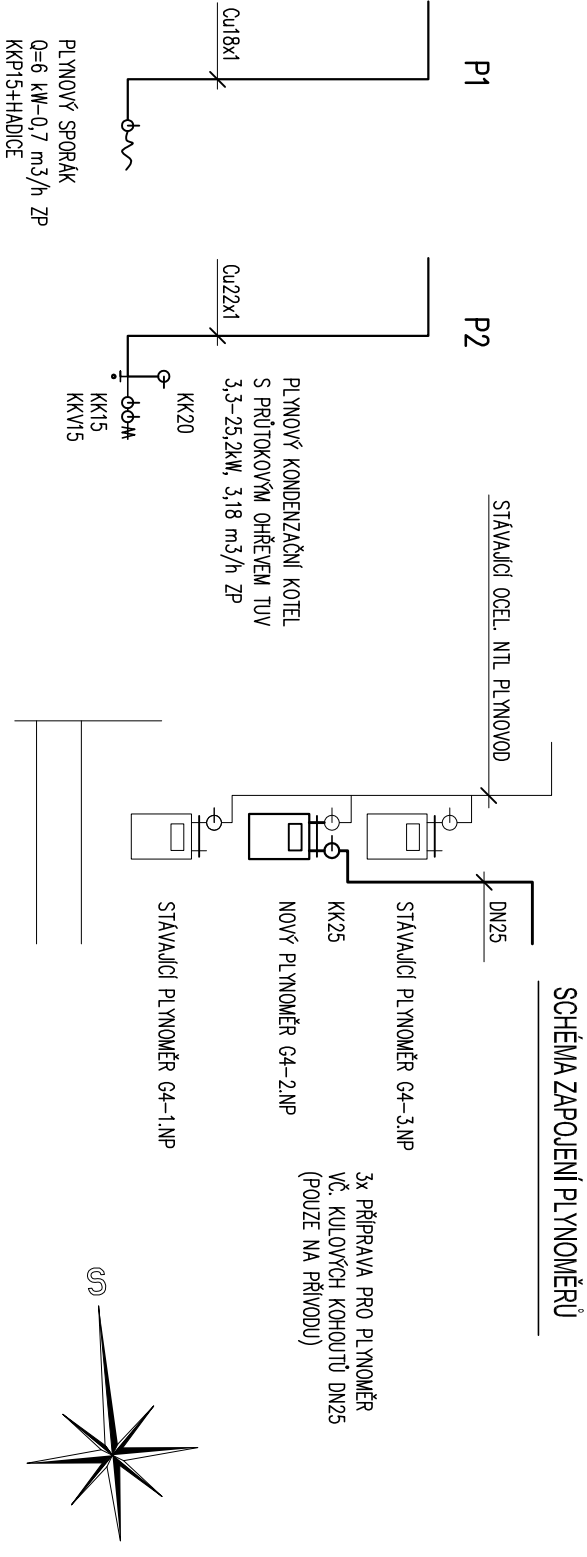 P1
Cu18x1
PLYNOVÝ SPORÁK
Q=6 kW-0,7 m3/h ZP
KKP15+HADICE
P2
Cu22x1
KK20
KK15
KKV15
PLYNOVÝ KONDENZAČNÍ KOTEL
S PRŮTOKOVÝM OHŘEVEM TUV
3,3-25,2kW, 3,18 m3/h ZP
SCHÉMA ZAPOJENÍ PLYNOMĚRŮ
STÁVAJÍCÍ OCEL. NTL PLYNOVOD
DN25
STÁVAJÍCÍ PLYNOMĚR G4-3.NP
KK25
NOVÝ PLYNOMĚR G4-2.NP
STÁVAJÍCÍ PLYNOMĚR G4-1.NP
3x PŘÍPRAVA PRO PLYNOMĚR
VČ. KULOVÝCH KOHOUTŮ DN25
(POUZE NA PŘÍVODU)
S